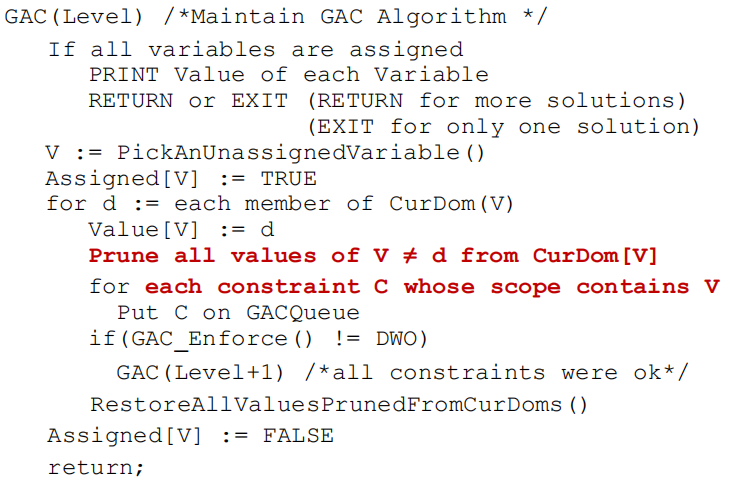 GAC(Level) /*Maintain GAC Algorithm */
If all variables are assigned
PRINT Value of each Variable
RETURN or EXIT (RETURN for more solutions)
(EXIT for only one solution)
V := PickAnUnassignedVariable()
Assigned[V] := TRUE
for d := each member of CurDom(V)
Value[V] := d
Prune all values of V ≠ d from CurDom[V]
for each constraint C whose scope contains V
Put C on GACQueue
if(GAC_Enforce() != DWO)
GAC(Level+1) /*all constraints were ok*/
RestoreAllValuesPrunedFromCurDoms()
Assigned[V] := FALSE
return;